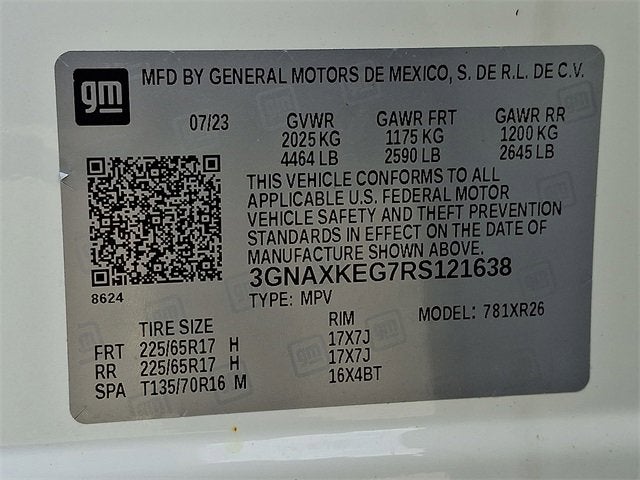 gm
MFD BY GENERAL MOTORS DE MEXICO, S. DE R.L. DE C.V.
07/23 GVWR GAWR FRT GAWR RR
2025 KG 1175 KG 1200 KG
4464 LB 2590 LB 2645 LB
THIS VEHICLE CONFORMS TO ALL
APPLICABLE U.S. FEDERAL MOTOR
VEHICLE SAFETY AND THEFT PREVENTION
STANDARDS IN EFFECT ON THE DATE OF
MANUFACTURE SHOWN ABOVE.
3GNAXKEG7RS121638
8624
TYPE: MPV MODEL: 781XR26
TIRE SIZE RIM
FRT 225/65R17 H 17X7J
RR 225/65R17 H 17X7J
SPA T135/70R16 M 16X4BT